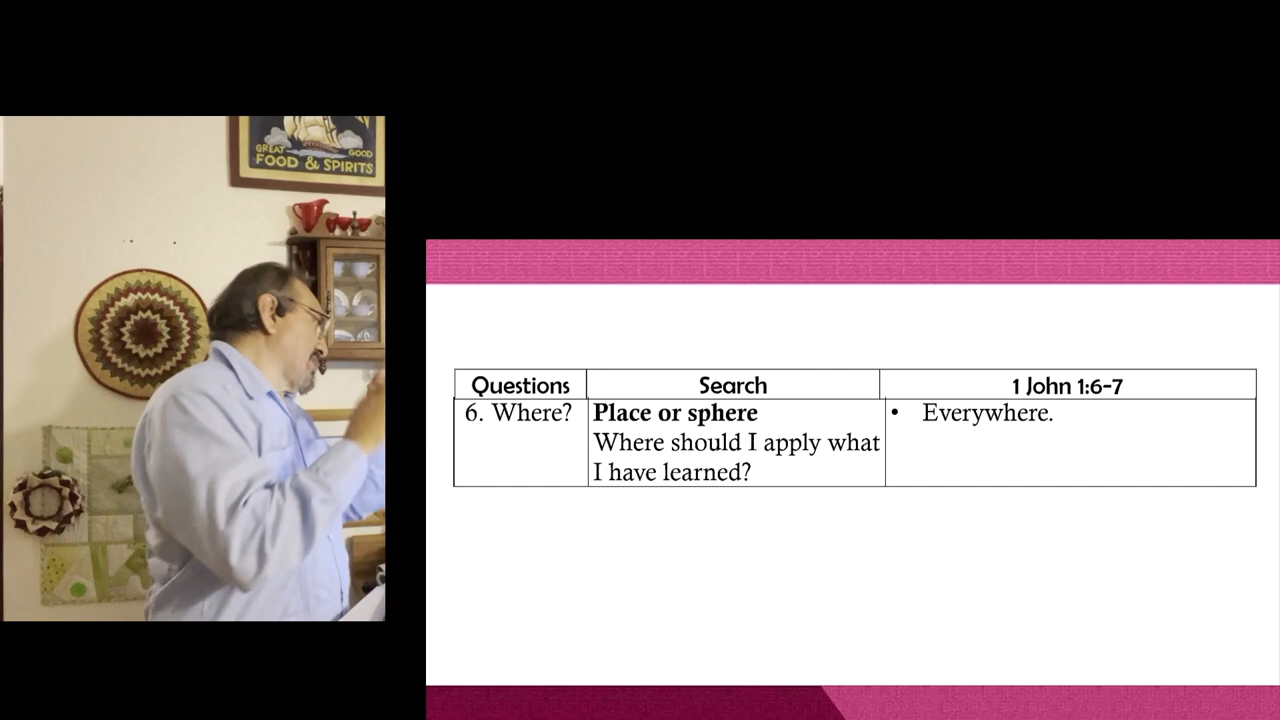 GREAT GOOD
FOOD & SPIRITS
Questions Search 1 John 1:6-7
6. Where? Place or sphere • Everywhere.
Where should I apply what
I have learned?